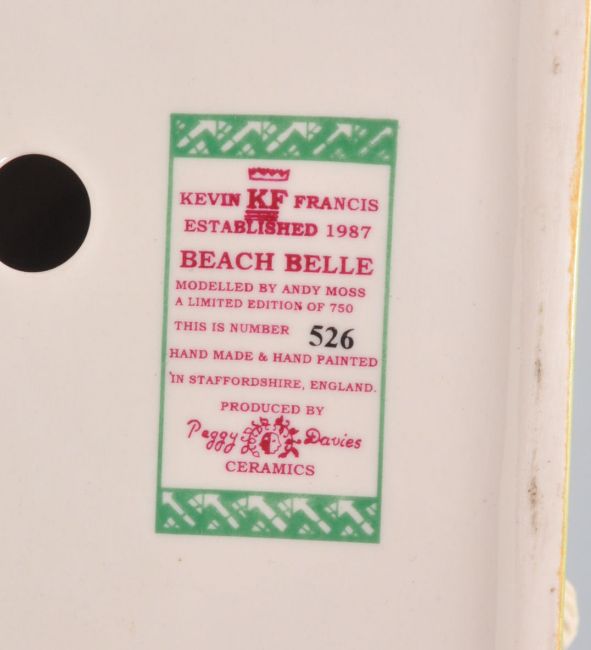 KEVIN KF FRANCIS
ESTABLISHED 1987
BEACH BELLE
MODELLED BY ANDY MOSS
A LIMITED EDITION OF 750
THIS IS NUMBER 526
HAND MADE & HAND PAINTED
IN STAFFORDSHIRE, ENGLAND.
PRODUCED BY
Peggy Davies
CERAMICS